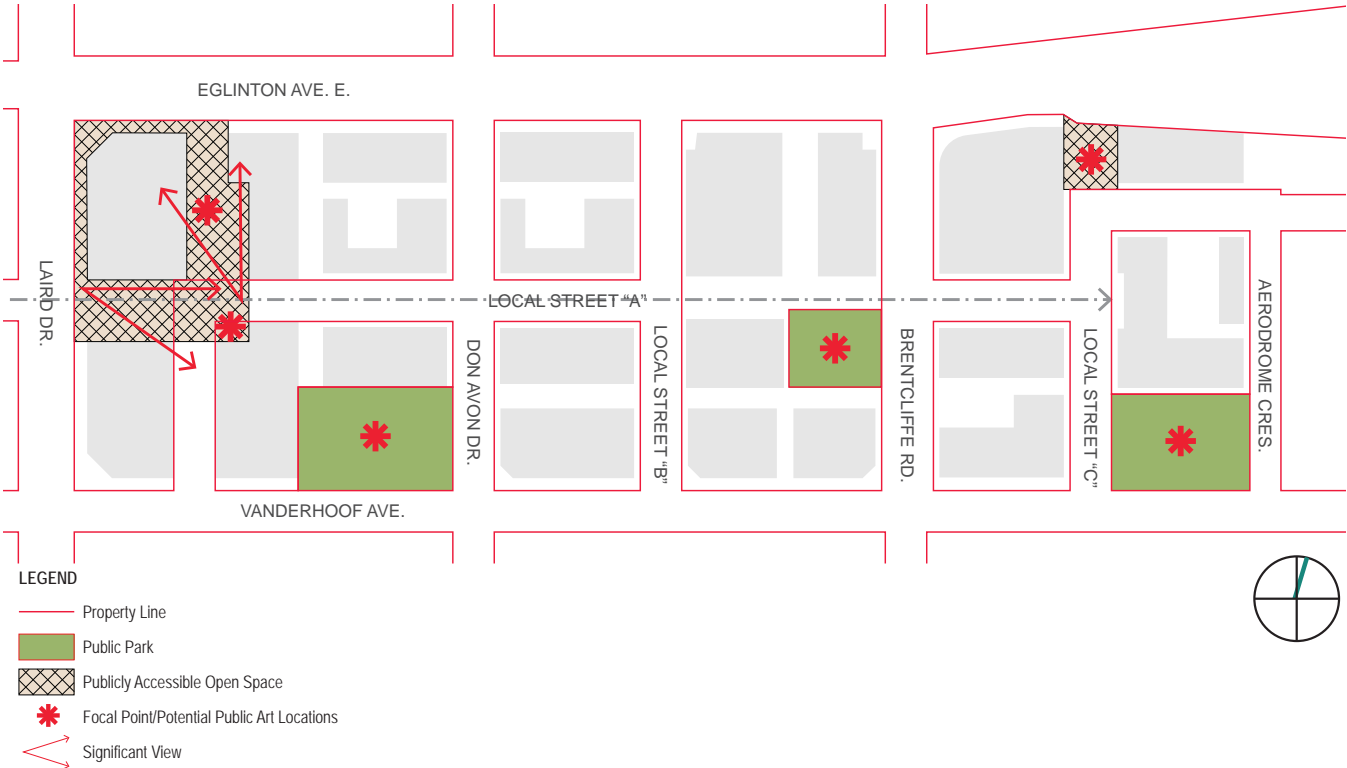 EGLINTON AVE. E.
LAIRD DR.
LOCAL STREET “A”
DON AVON DR.
LOCAL STREET “B”
BRENTCLIFFE RD.
LOCAL STREET “C”
AERODROME CRES.
VANDERHOOF AVE.
LEGEND
Property Line
Public Park
Publicly Accessible Open Space
Focal Point/Potential Public Art Locations
Significant View